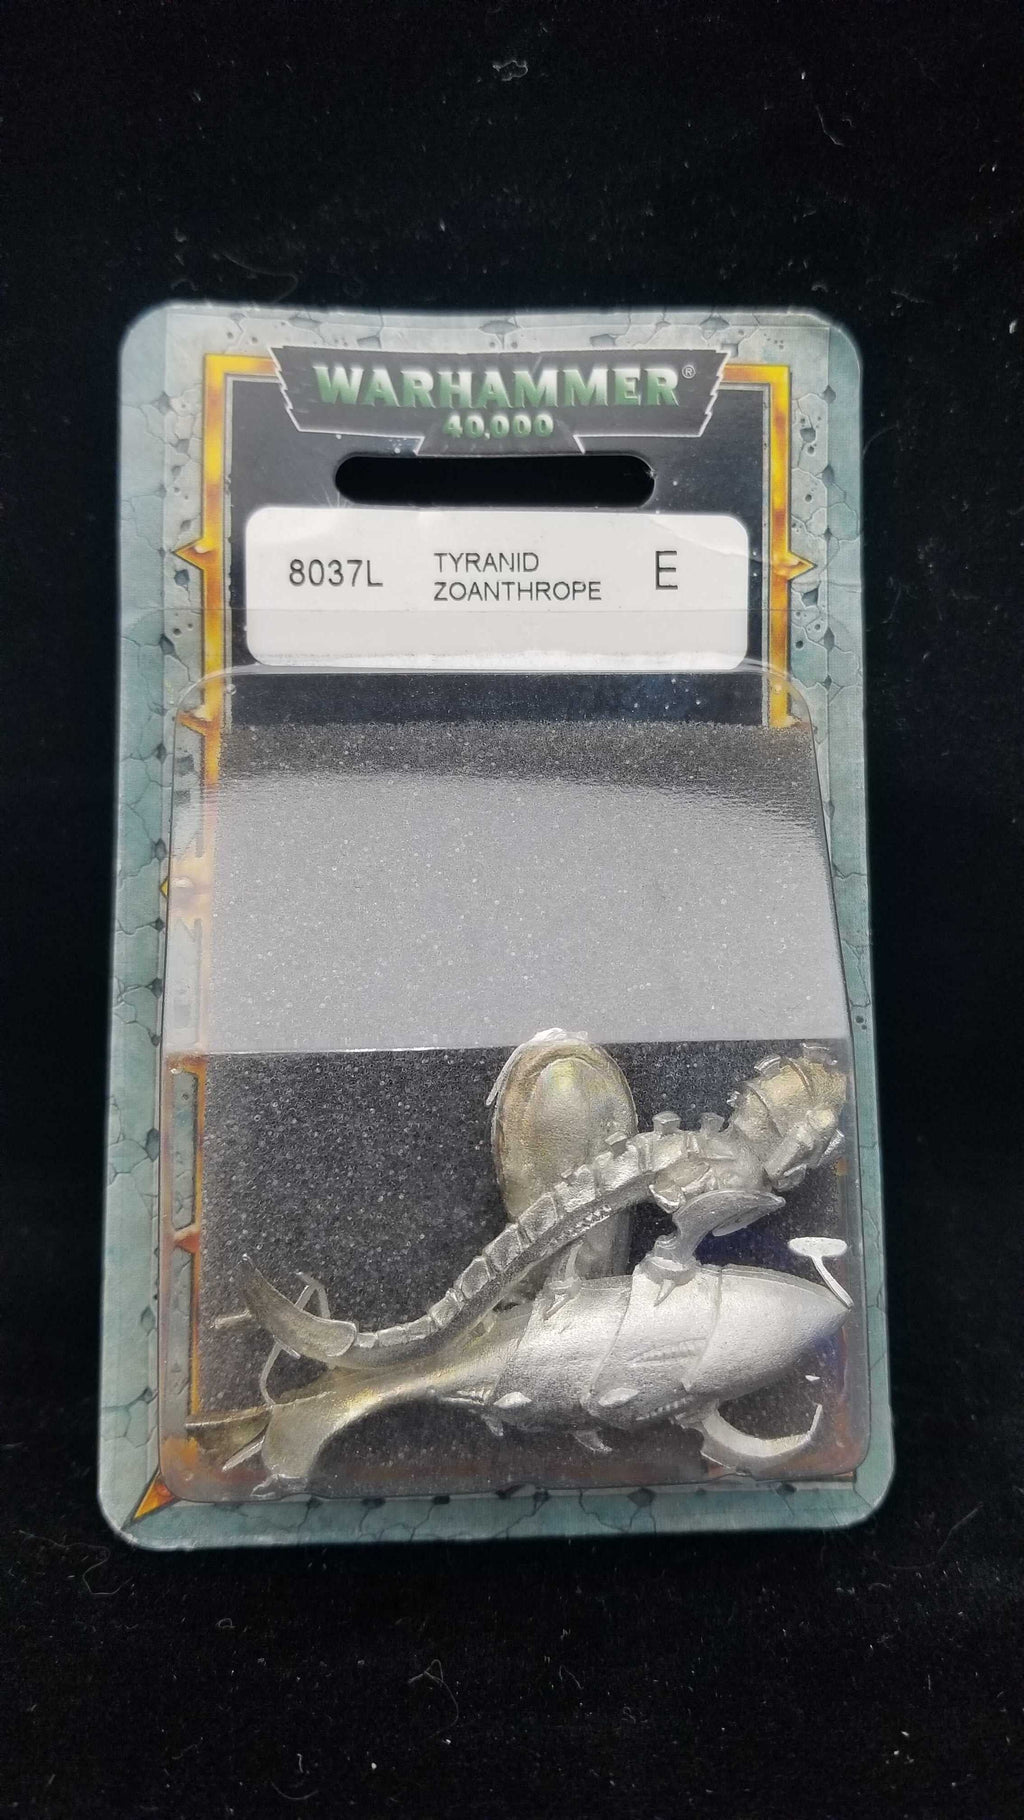 WARHAMMER®
40,000
8037L TYRANID E
ZOANTHROPE